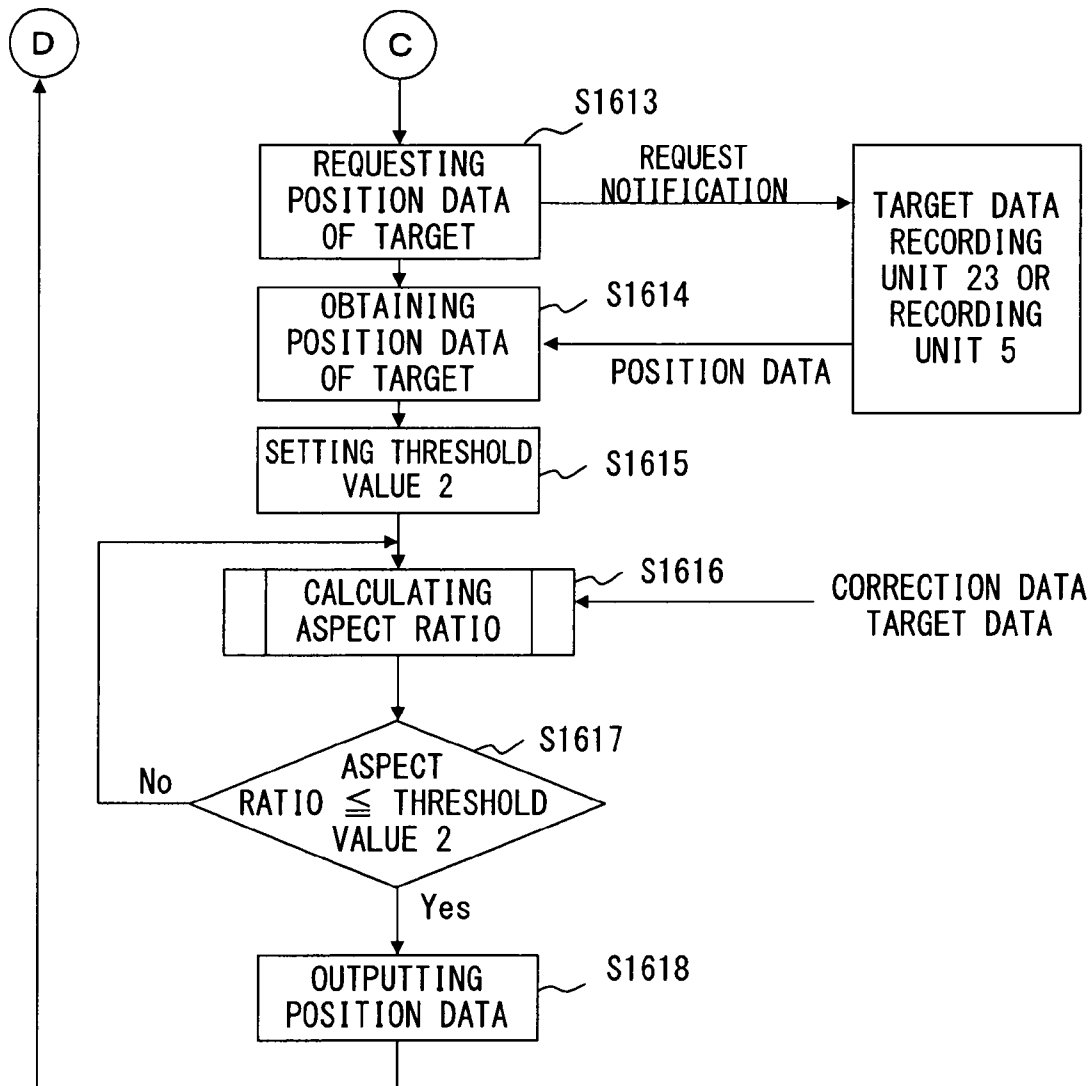 D
C
S1613
REQUESTING
POSITION DATA
OF TARGET
REQUEST
NOTIFICATION
TARGET DATA
RECORDING
UNIT 23 OR
RECORDING
UNIT 5
S1614
OBTAINING
POSITION DATA
OF TARGET
POSITION DATA
SETTING THRESHOLD
VALUE 2
S1615
S1616
CALCULATING
ASPECT RATIO
CORRECTION DATA
TARGET DATA
S1617
ASPECT
RATIO ≦ THRESHOLD
VALUE 2
No
Yes
S1618
OUTPUTTING
POSITION DATA